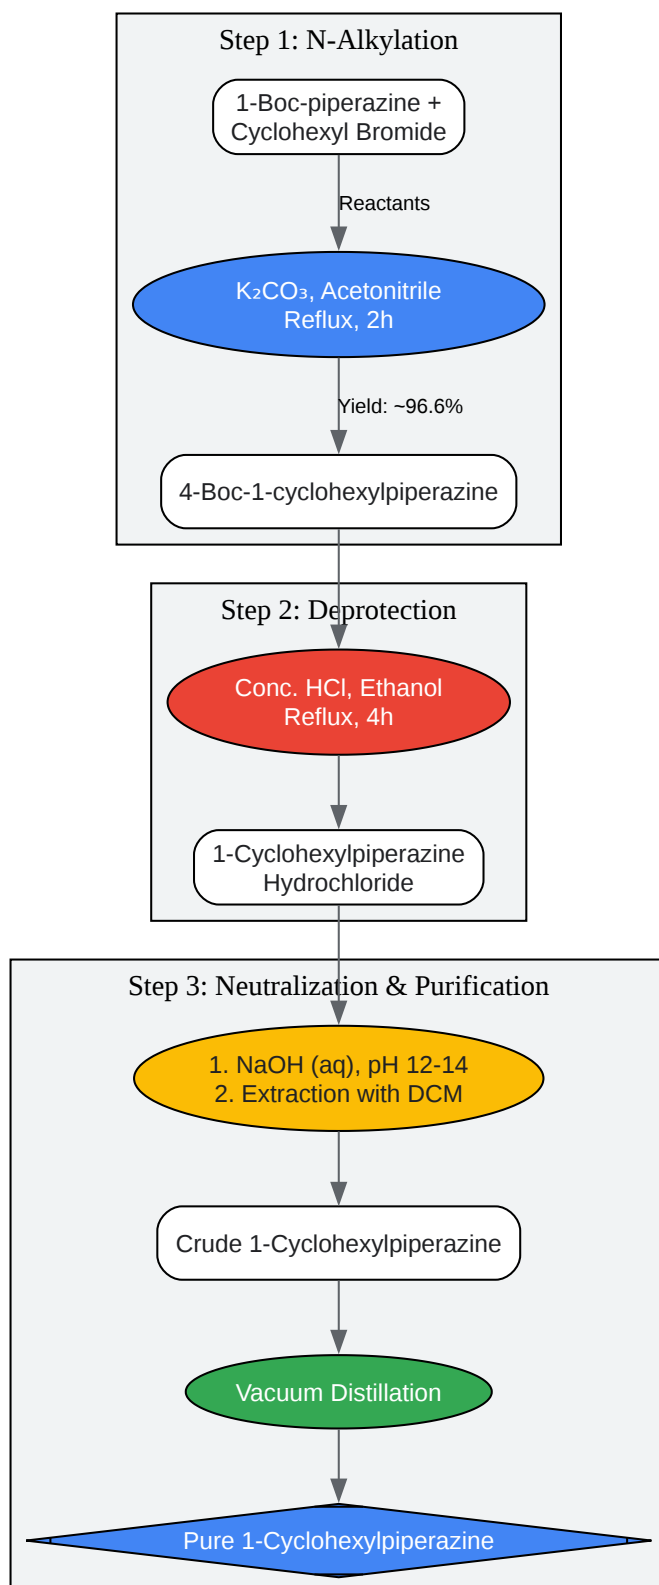 Step 1: N-Alkylation
1-Boc-piperazine +
Cyclohexyl Bromide
Reactants
K₂CO₃, Acetonitrile
Reflux, 2h
Yield: ~96.6%
4-Boc-1-cyclohexylpiperazine
Step 2: Deprotection
Conc. HCl, Ethanol
Reflux, 4h
1-Cyclohexylpiperazine
Hydrochloride
Step 3: Neutralization & Purification
1. NaOH (aq), pH 12-14
2. Extraction with DCM
Crude 1-Cyclohexylpiperazine
Vacuum Distillation
Pure 1-Cyclohexylpiperazine